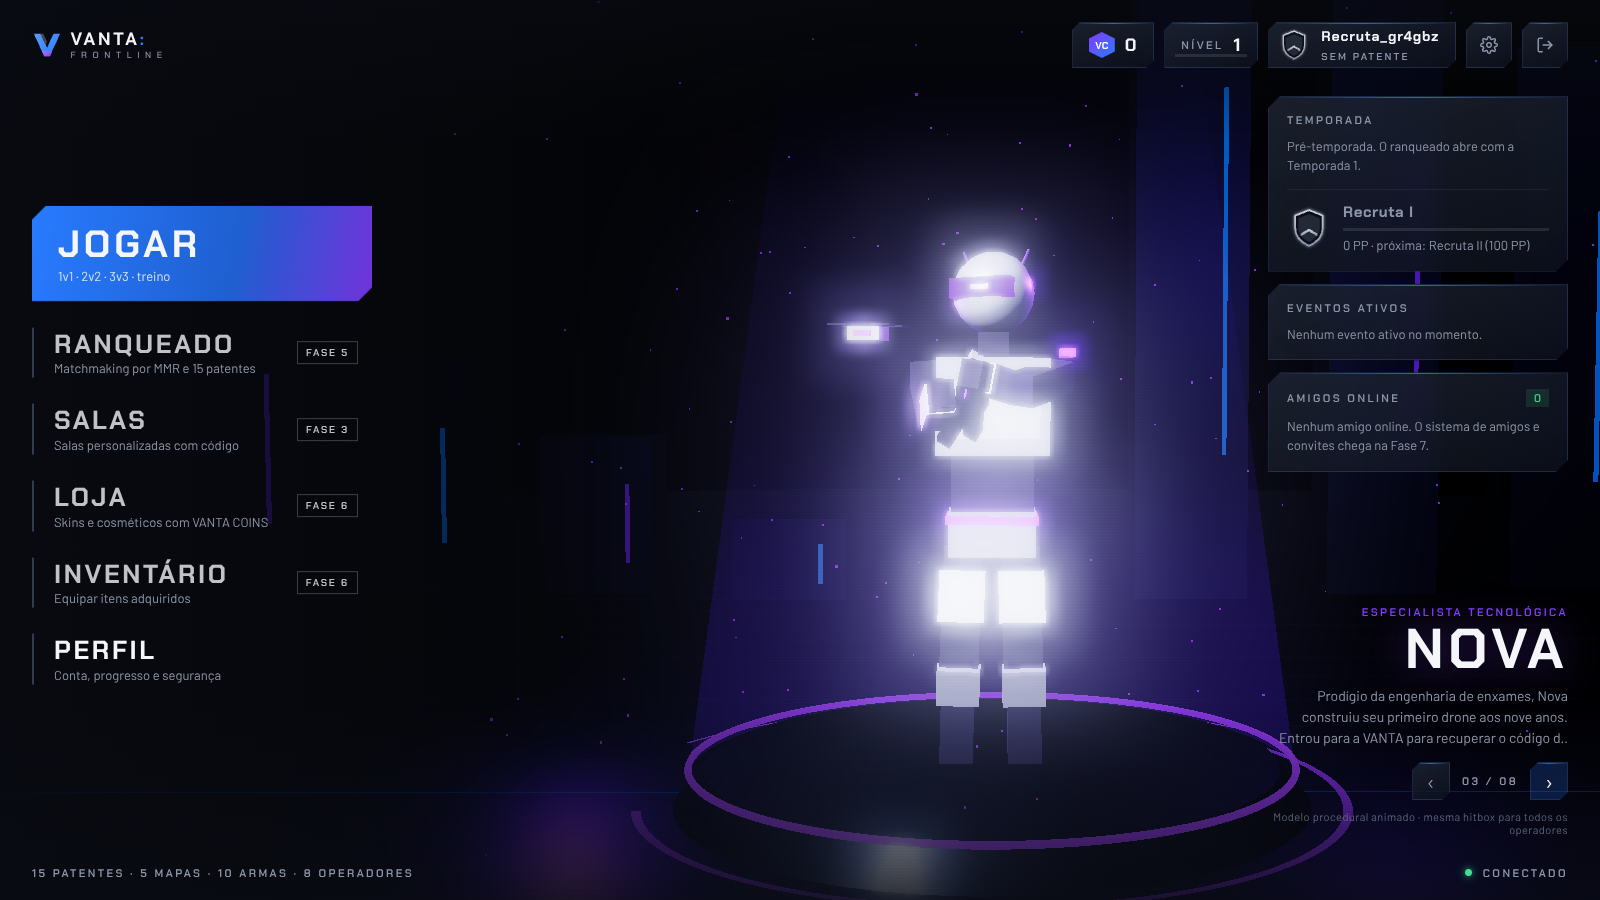 VANTA:
FRONTLINE
VC 0
NÍVEL 1
Recruta_gr4gbz
SEM PATENTE
JOGAR
1v1 · 2v2 · 3v3 · treino
RANQUEADO
Matchmaking por MMR e 15 patentes
FASE 5
SALAS
Salas personalizadas com código
FASE 3
LOJA
Skins e cosméticos com VANTA COINS
FASE 6
INVENTÁRIO
Equipar itens adquiridos
FASE 6
PERFIL
Conta, progresso e segurança
TEMPORADA
Pré-temporada. O ranqueado abre com a
Temporada 1.
Recruta I
0 PP · próxima: Recruta II (100 PP)
EVENTOS ATIVOS
Nenhum evento ativo no momento.
AMIGOS ONLINE 0
Nenhum amigo online. O sistema de amigos e
convites chega na Fase 7.
ESPECIALISTA TECNOLÓGICA
NOVA
Prodígio da engenharia de enxames, Nova
construiu seu primeiro drone aos nove anos.
Entrou para a VANTA para recuperar o código d..
‹ 03 / 08 ›
Modelo procedural animado · mesma hitbox para todos os
operadores
15 PATENTES · 5 MAPAS · 10 ARMAS · 8 OPERADORES
CONECTADO